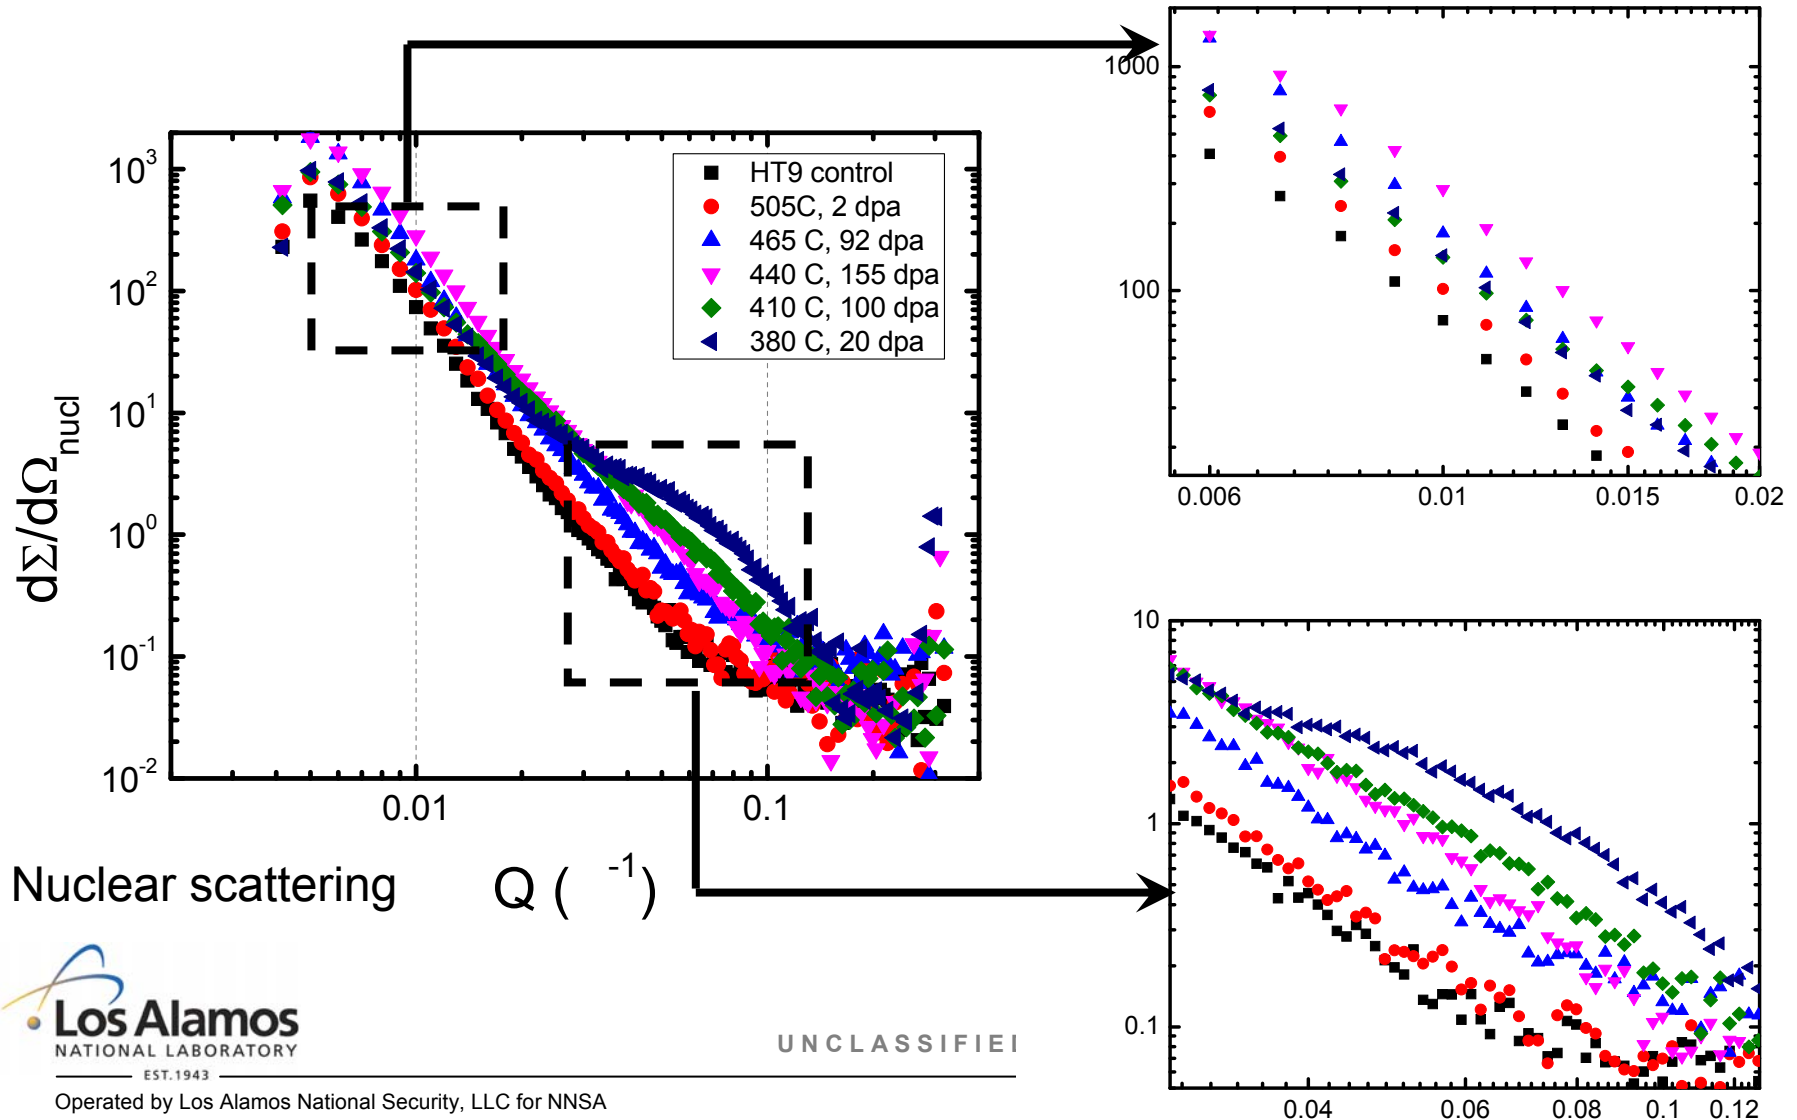 1000
100
0.006
0.01
0.015
0.02
10³
10²
10¹
10⁰
10⁻¹
10⁻²
dΣ/dΩnucl
HT9 control
505C, 2 dpa
465 C, 92 dpa
440 C, 155 dpa
410 C, 100 dpa
380 C, 20 dpa
0.01
0.1
10
1
0.1
0.04
0.06
0.08
0.1
0.12
Nuclear scattering
Q ( ⁻¹)
Los Alamos
NATIONAL LABORATORY
EST.1943
UNCLASSIFIE
Operated by Los Alamos National Security, LLC for NNSA